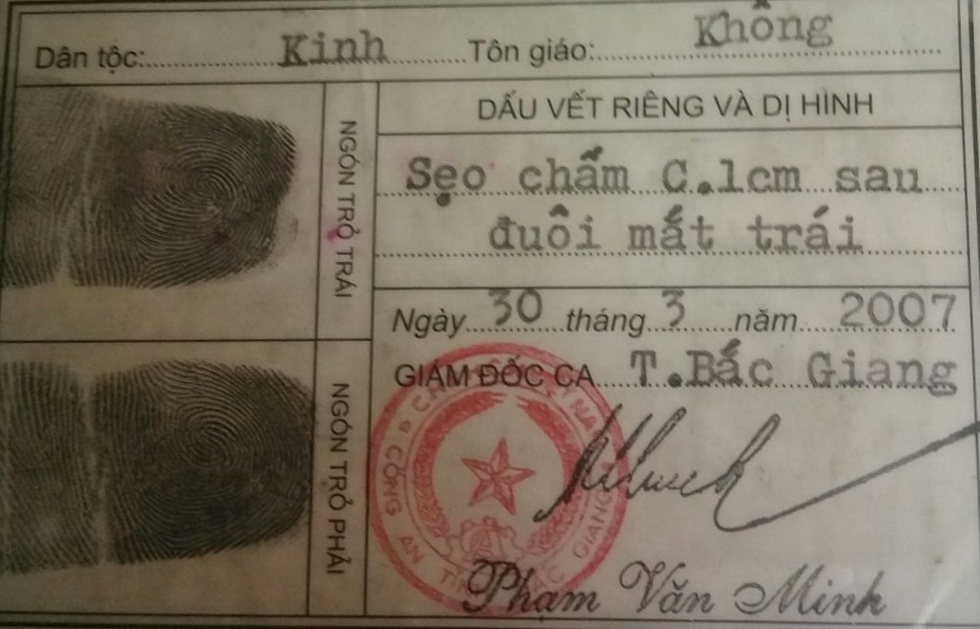 Dân tộc: Kinh Tôn giáo: Không
NGÓN TRỎ TRÁI
DẤU VẾT RIÊNG VÀ DỊ HÌNH
Sẹo chấm C.1cm sau
đuôi mắt trái
Ngày 30 tháng 3 năm 2007
GIÁM ĐỐC CA T.Bắc Giang
NGÓN TRỎ PHẢI
CÔNG AN TỈNH BẮC GIANG
Phạm Văn Minh